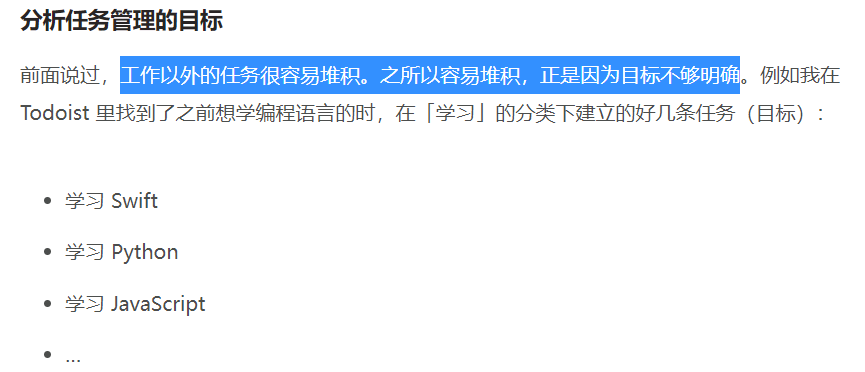 分析任务管理的目标
前面说过，工作以外的任务很容易堆积。之所以容易堆积，正是因为目标不够明确。例如我在
Todoist 里找到了之前想学编程语言的时，在「学习」的分类下建立的好几条任务（目标）：
• 学习 Swift
• 学习 Python
• 学习 JavaScript
• ...